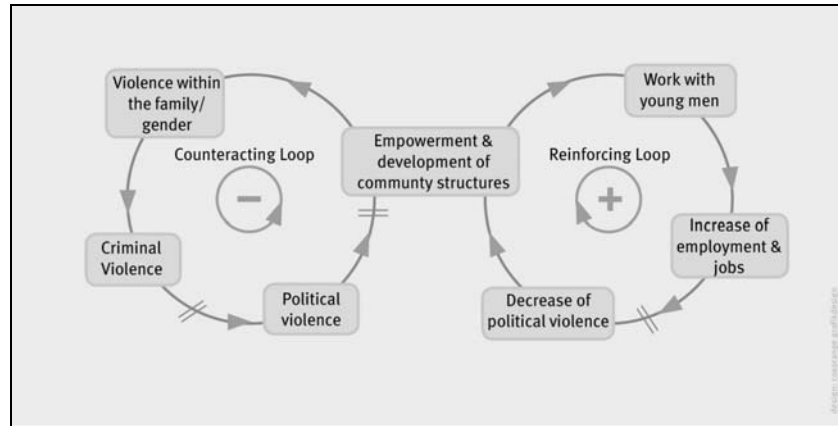 Violence within
the family/
gender
Counteracting Loop
−
Criminal
Violence
Political
violence
Empowerment &
development of
communty structures
Work with
young men
Reinforcing Loop
+
Increase of
employment &
jobs
Decrease of
political violence